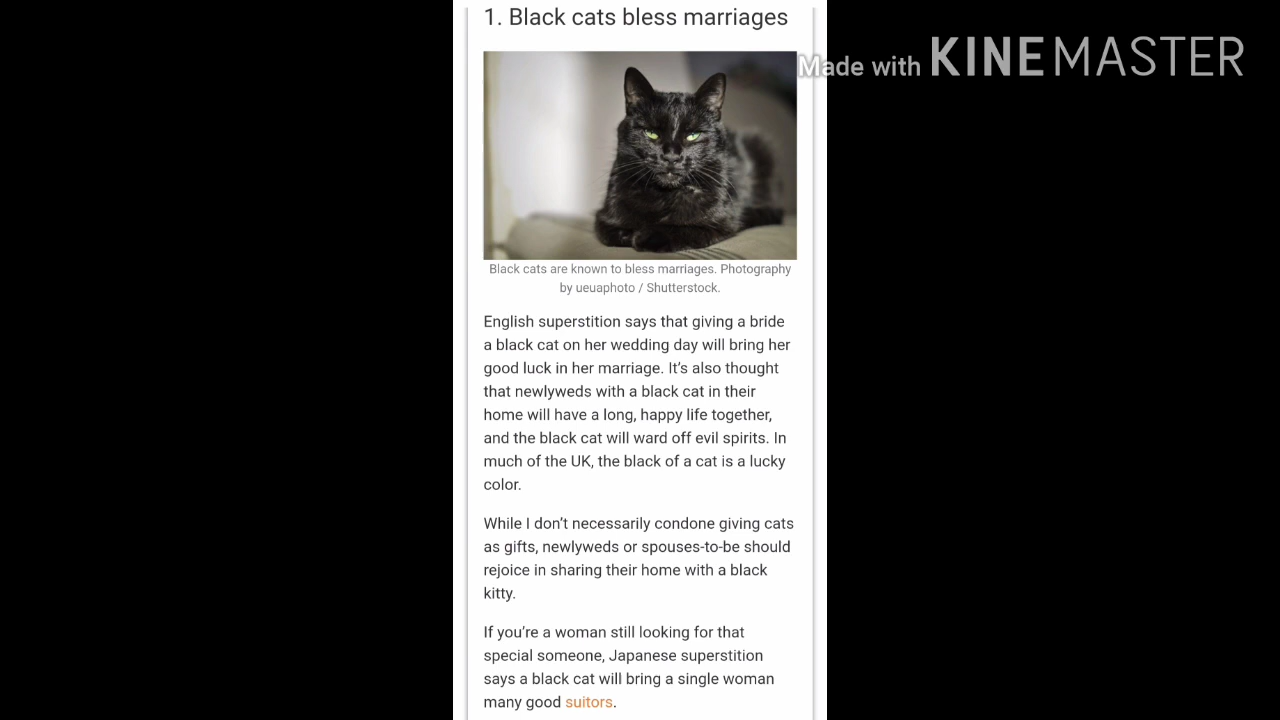 1. Black cats bless marriages
Made with KINEMASTER
Black cats are known to bless marriages. Photography
by ueuaphoto / Shutterstock.
English superstition says that giving a bride
a black cat on her wedding day will bring her
good luck in her marriage. It’s also thought
that newlyweds with a black cat in their
home will have a long, happy life together,
and the black cat will ward off evil spirits. In
much of the UK, the black of a cat is a lucky
color.
While I don’t necessarily condone giving cats
as gifts, newlyweds or spouses-to-be should
rejoice in sharing their home with a black
kitty.
If you’re a woman still looking for that
special someone, Japanese superstition
says a black cat will bring a single woman
many good suitors.